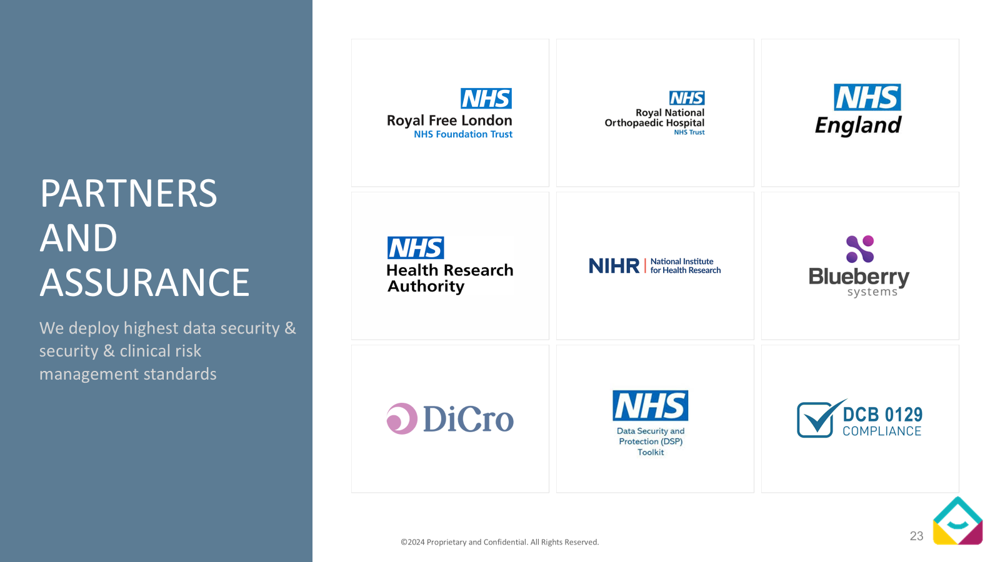 PARTNERS
AND
ASSURANCE
We deploy highest data security &
security & clinical risk
management standards
NHS
Royal Free London
NHS Foundation Trust
NHS
Royal National
Orthopaedic Hospital
NHS Trust
NHS
England
NHS
Health Research
Authority
NIHR | National Institute
for Health Research
Blueberry
systems
DiCro
NHS
Data Security and
Protection (DSP)
Toolkit
DCB 0129
COMPLIANCE
©2024 Proprietary and Confidential. All Rights Reserved.
23